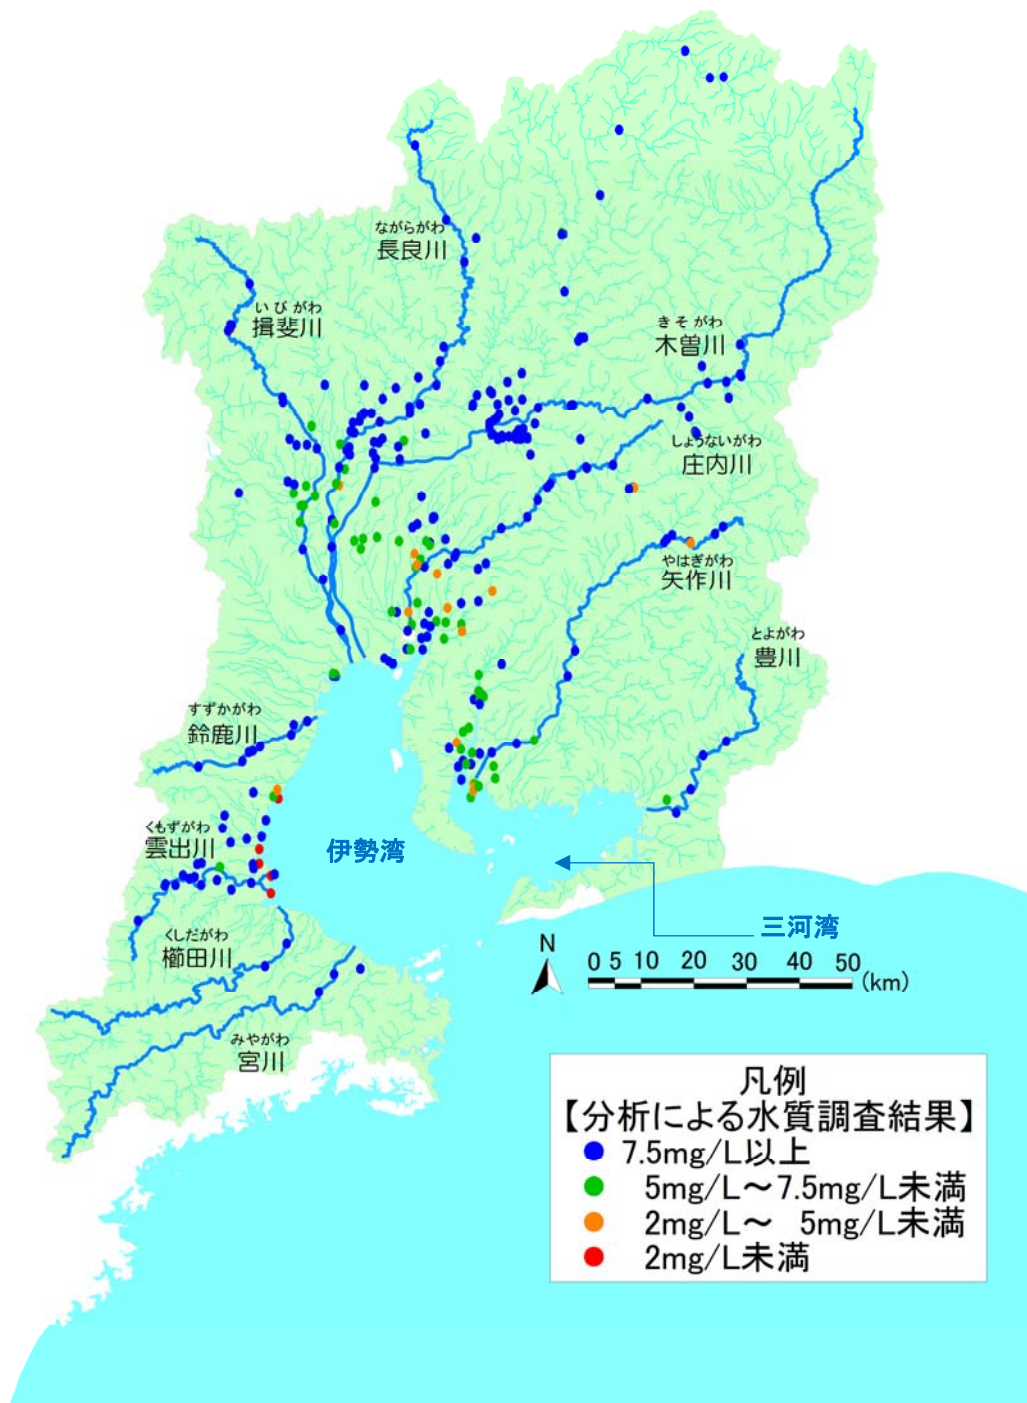 ながらがわ
長良川
いびがわ
揖斐川
きそがわ
木曽川
しょうないがわ
庄内川
やはぎがわ
矢作川
とよがわ
豊川
すずかがわ
鈴鹿川
くもずがわ
雲出川
伊勢湾
三河湾
くしだがわ
櫛田川
N
0 5 10 20 30 40 50
(km)
みやがわ
宮川
凡例
【分析による水質調査結果】
7.5mg/L以上
5mg/L～7.5mg/L未満
2mg/L～ 5mg/L未満
2mg/L未満